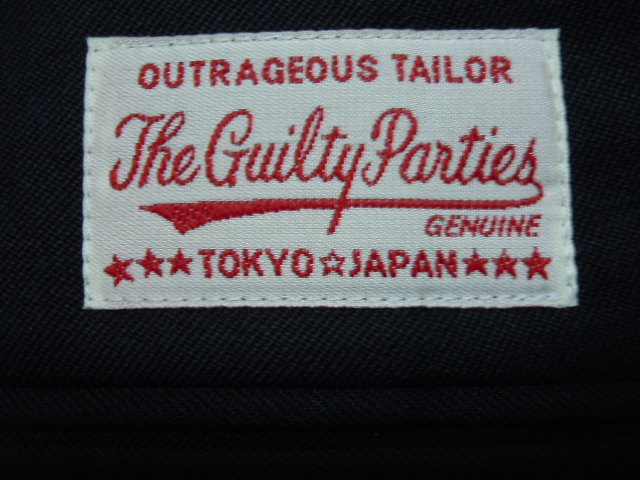 OUTRAGEOUS TAILOR
The Guilty Parties
GENUINE
★★★TOKYO☆JAPAN★★★